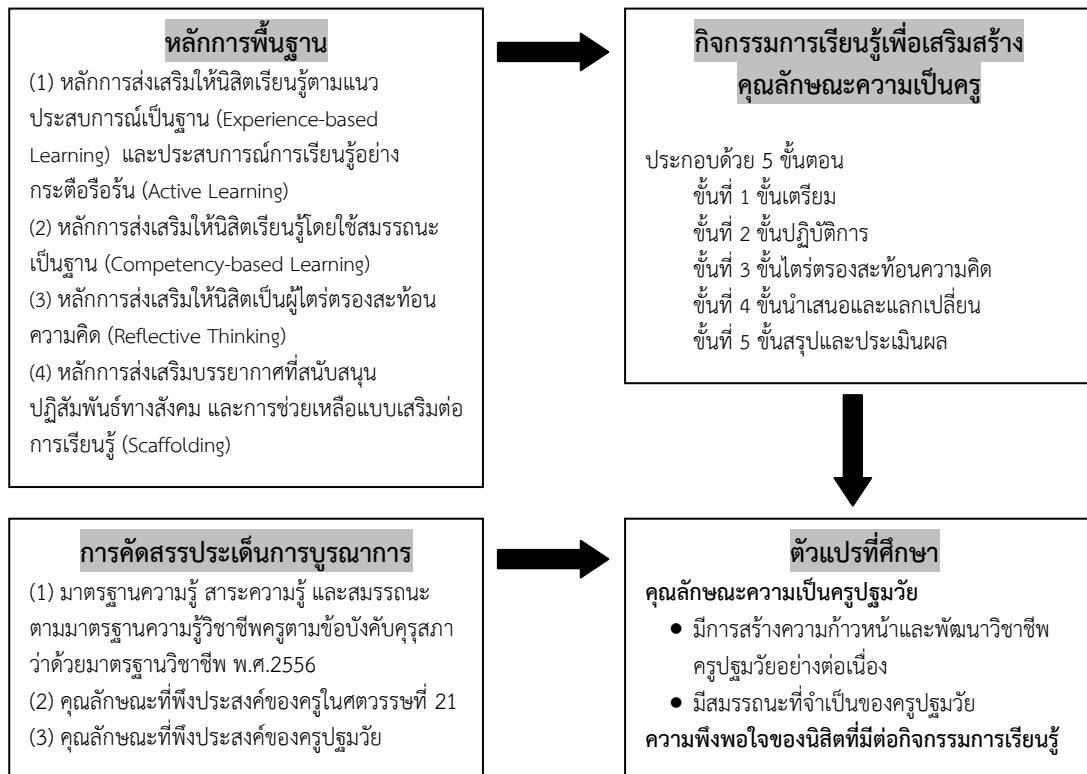 หลักการพื้นฐาน
(1) หลักการส่งเสริมให้นิสิตเรียนรู้ตามแนว
ประสบการณ์เป็นฐาน (Experience-based
Learning) และประสบการณ์การเรียนรู้อย่าง
กระตือรือร้น (Active Learning)
(2) หลักการส่งเสริมให้นิสิตเรียนรู้โดยใช้สมรรถนะ
เป็นฐาน (Competency-based Learning)
(3) หลักการส่งเสริมให้นิสิตเป็นผู้ไตร่ตรองสะท้อน
ความคิด (Reflective Thinking)
(4) หลักการส่งเสริมบรรยากาศที่สนับสนุน
ปฏิสัมพันธ์ทางสังคม และการช่วยเหลือแบบเสริมต่อ
การเรียนรู้ (Scaffolding)
กิจกรรมการเรียนรู้เพื่อเสริมสร้าง
คุณลักษณะความเป็นครู
ประกอบด้วย 5 ขั้นตอน
ขั้นที่ 1 ขั้นเตรียม
ขั้นที่ 2 ขั้นปฏิบัติการ
ขั้นที่ 3 ขั้นไตร่ตรองสะท้อนความคิด
ขั้นที่ 4 ขั้นนำเสนอและแลกเปลี่ยน
ขั้นที่ 5 ขั้นสรุปและประเมินผล
การคัดสรรประเด็นการบูรณาการ
(1) มาตรฐานความรู้ สาระความรู้ และสมรรถนะ
ตามมาตรฐานความรู้วิชาชีพครูตามข้อบังคับคุรุสภา
ว่าด้วยมาตรฐานวิชาชีพ พ.ศ.2556
(2) คุณลักษณะที่พึงประสงค์ของครูในศตวรรษที่ 21
(3) คุณลักษณะที่พึงประสงค์ของครูปฐมวัย
ตัวแปรที่ศึกษา
คุณลักษณะความเป็นครูปฐมวัย
● มีการสร้างความก้าวหน้าและพัฒนาวิชาชีพ
ครูปฐมวัยอย่างต่อเนื่อง
● มีสมรรถนะที่จำเป็นของครูปฐมวัย
ความพึงพอใจของนิสิตที่มีต่อกิจกรรมการเรียนรู้